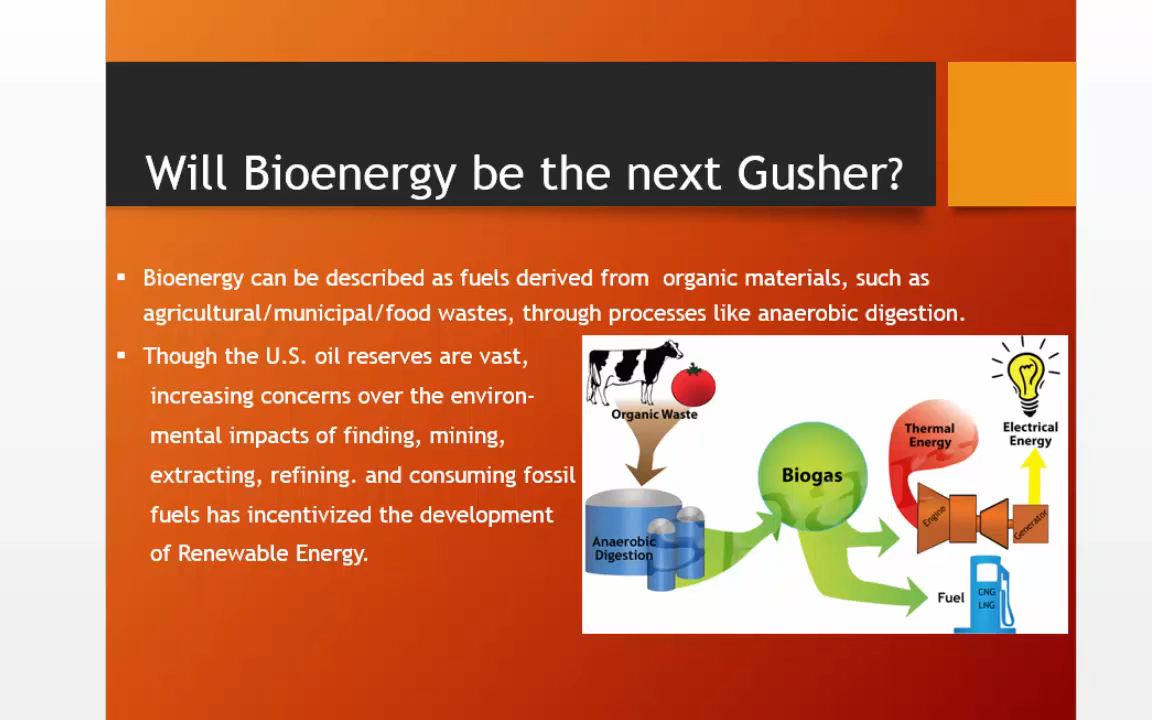 Will Bioenergy be the next Gusher?
▪ Bioenergy can be described as fuels derived from  organic materials, such as
agricultural/municipal/food wastes, through processes like anaerobic digestion.
▪ Though the U.S. oil reserves are vast,
increasing concerns over the environ-
mental impacts of finding, mining,
extracting, refining. and consuming fossil
fuels has incentivized the development
of Renewable Energy.
Organic Waste
Anaerobic
Digestion
Biogas
Thermal
Energy
Electrical
Energy
Engine
Generator
Fuel
CNG
LNG